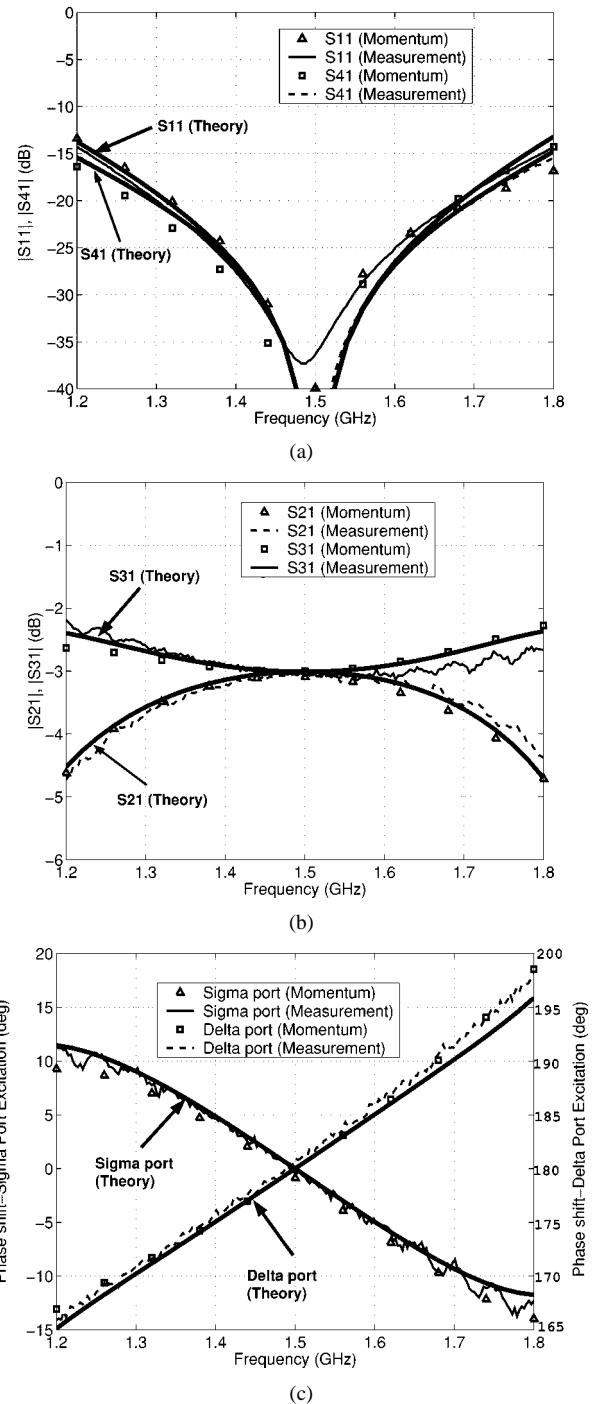 0
-5
-10
-15
-20
-25
-30
-35
-40
|S11|, |S41| (dB)
S11 (Momentum)
S11 (Measurement)
S41 (Momentum)
S41 (Measurement)
S11 (Theory)
S41 (Theory)
1.2 1.3 1.4 1.5 1.6 1.7 1.8
Frequency (GHz)
(a)
0
-1
-2
-3
-4
-5
-6
|S21|, |S31| (dB)
S21 (Momentum)
S21 (Measurement)
S31 (Momentum)
S31 (Measurement)
S31 (Theory)
S21 (Theory)
1.2 1.3 1.4 1.5 1.6 1.7 1.8
Frequency (GHz)
(b)
20
15
10
5
0
-5
-10
-15
Phase shift-Sigma Port Excitation (deg)
Sigma port (Momentum)
Sigma port (Measurement)
Delta port (Momentum)
Delta port (Measurement)
Sigma port
(Theory)
Delta port
(Theory)
200
195
190
185
180
175
170
165
Phase shift-Delta Port Excitation (deg)
1.2 1.3 1.4 1.5 1.6 1.7 1.8
Frequency (GHz)
(c)